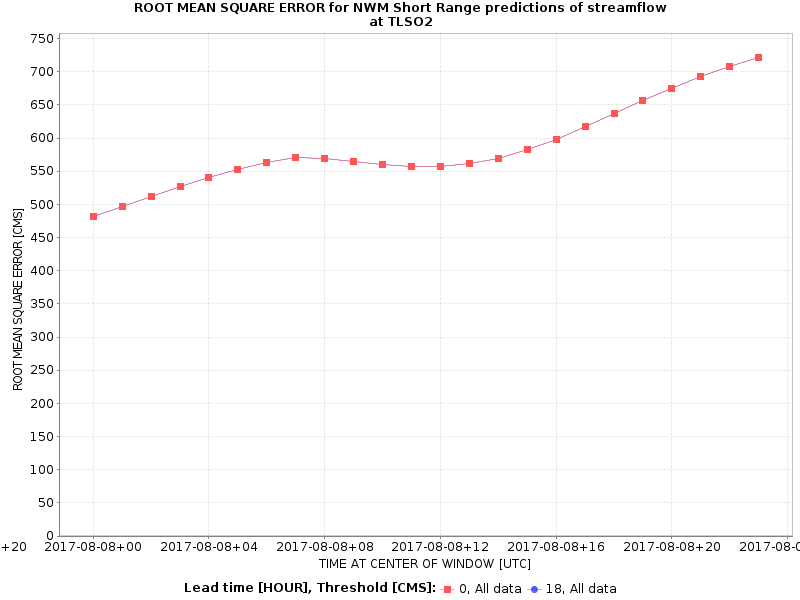 ROOT MEAN SQUARE ERROR for NWM Short Range predictions of streamflow
at TLSO2
750
700
650
600
550
500
450
400
350
300
250
200
150
100
50
0
ROOT MEAN SQUARE ERROR [CMS]
+20 2017-08-08+00 2017-08-08+04 2017-08-08+08 2017-08-08+12 2017-08-08+16 2017-08-08+20 2017-08-0
TIME AT CENTER OF WINDOW [UTC]
Lead time [HOUR], Threshold [CMS]: 0, All data 18, All data